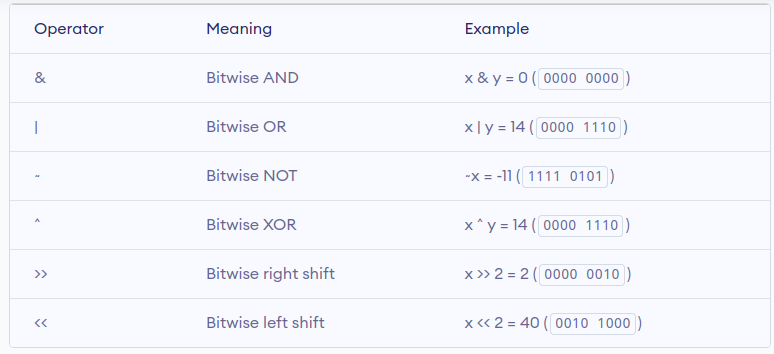 Operator Meaning Example
& Bitwise AND x & y = 0 (0000 0000)
| Bitwise OR x | y = 14 (0000 1110)
~ Bitwise NOT ~x = -11 (1111 0101)
^ Bitwise XOR x ^ y = 14 (0000 1110)
>> Bitwise right shift x >> 2 = 2 (0000 0010)
<< Bitwise left shift x << 2 = 40 (0010 1000)